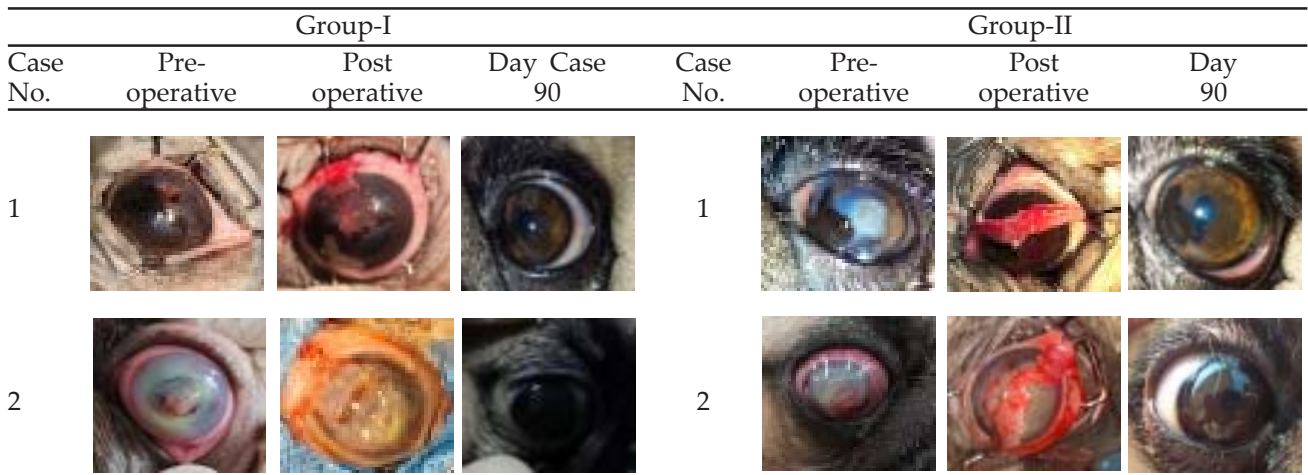 Group-I Group-II
Case Pre- Post Day Case Case Pre- Post Day
No. operative operative 90 No. operative operative 90
1 1
2 2